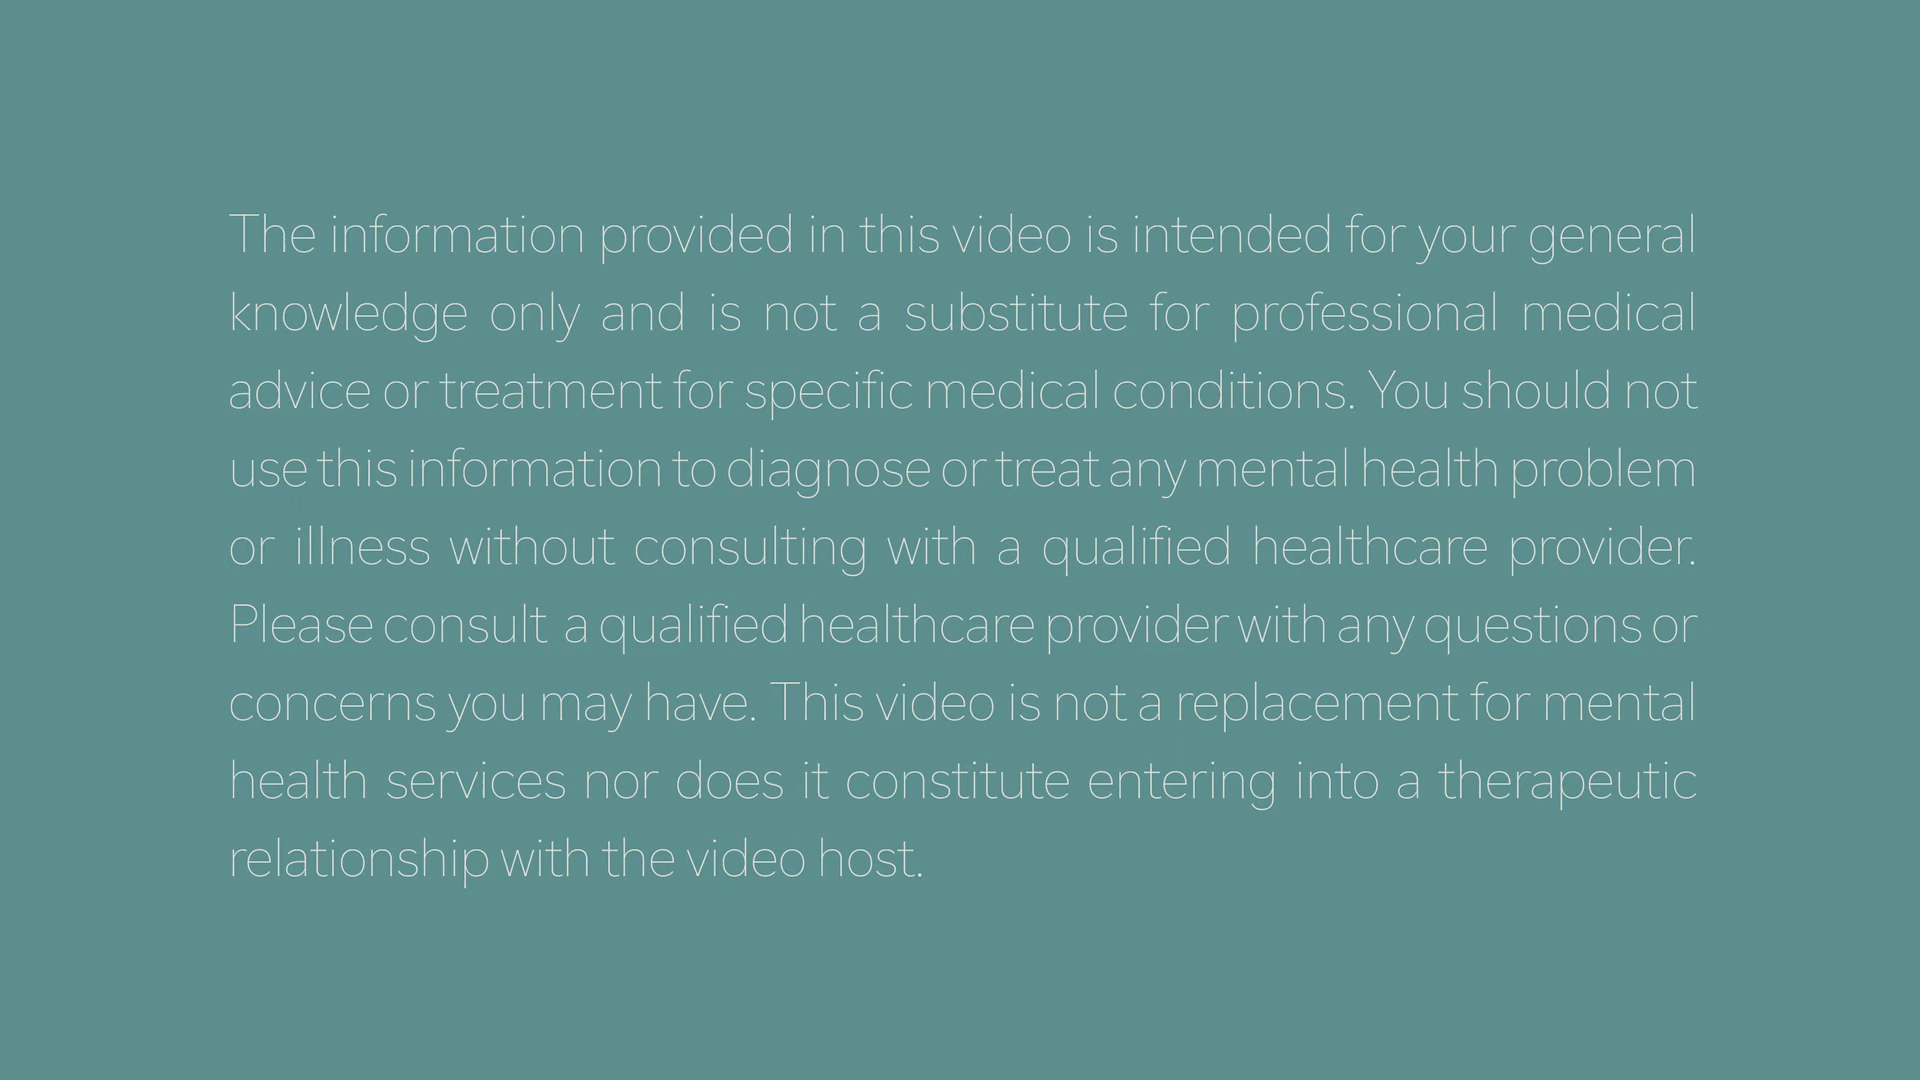 The information provided in this video is intended for your general
knowledge only and is not a substitute for professional medical
advice or treatment for specific medical conditions. You should not
use this information to diagnose or treat any mental health problem
or illness without consulting with a qualified healthcare provider.
Please consult a qualified healthcare provider with any questions or
concerns you may have. This video is not a replacement for mental
health services nor does it constitute entering into a therapeutic
relationship with the video host.